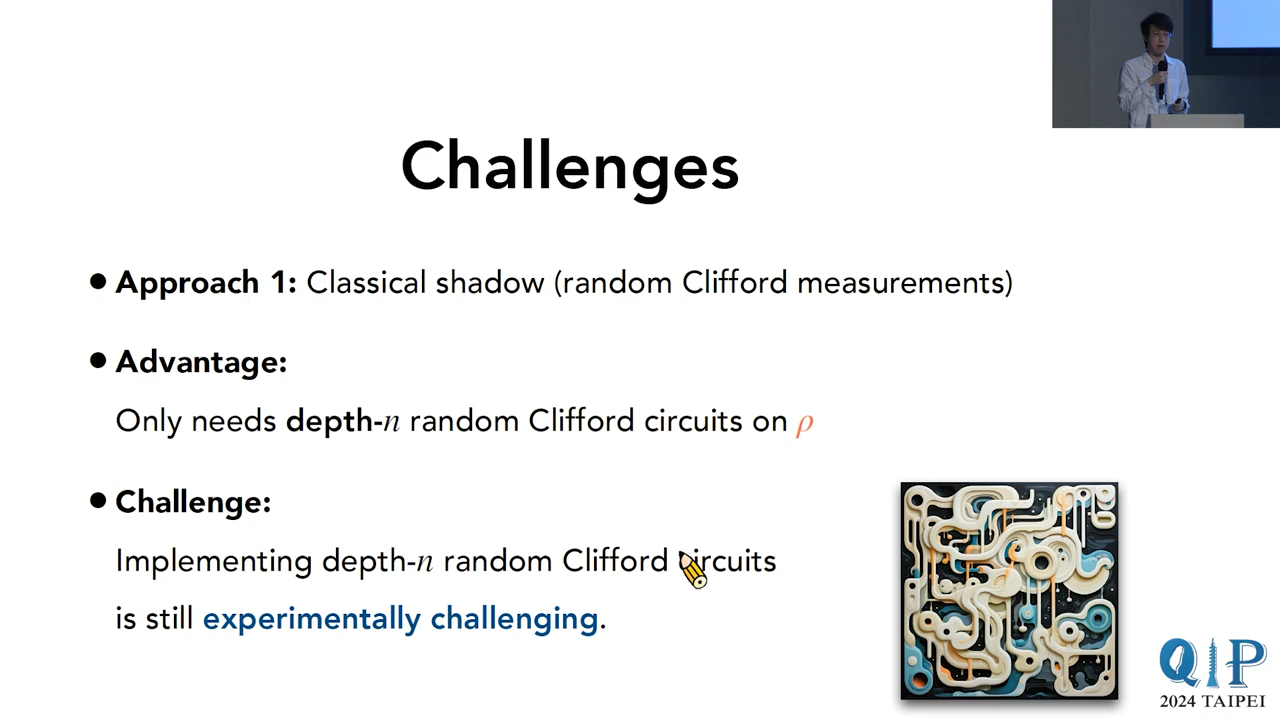 Challenges
• Approach 1: Classical shadow (random Clifford measurements)
• Advantage:
Only needs depth-n random Clifford circuits on ρ
• Challenge:
Implementing depth-n random Clifford circuits
is still experimentally challenging.
QIP
2024 TAIPEI